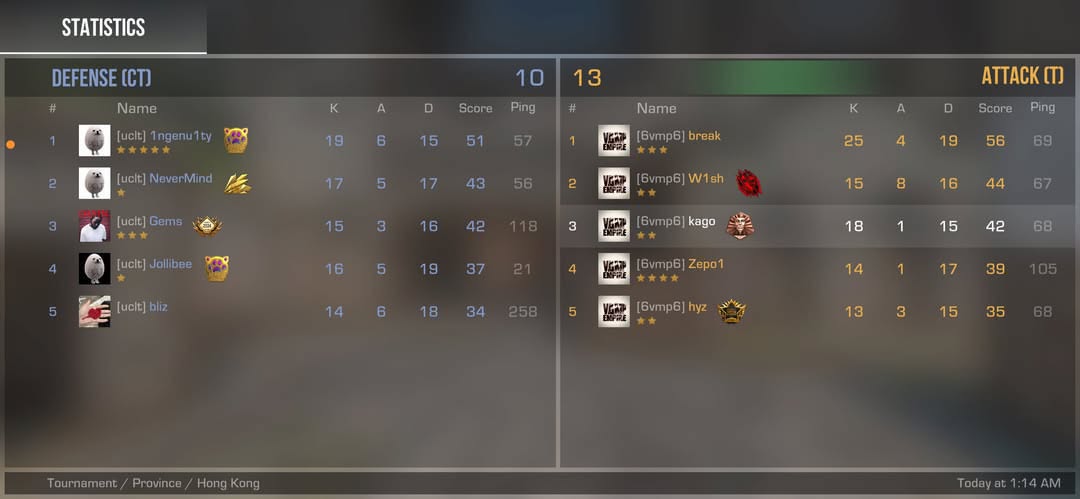 STATISTICS
DEFENSE (CT) 10
# Name K A D Score Ping
1 [uclt] 1ngenu1ty 19 6 15 51 57
2 [uclt] NeverMind 17 5 17 43 56
3 [uclt] Gems 15 3 16 42 118
4 [uclt] Jollibee 16 5 19 37 21
5 [uclt] bliz 14 6 18 34 258
13 ATTACK (T)
# Name K A D Score Ping
1 [6vmp6] break 25 4 19 56 69
2 [6vmp6] W1sh 15 8 16 44 67
3 [6vmp6] kago 18 1 15 42 68
4 [6vmp6] Zepo1 14 1 17 39 105
5 [6vmp6] hyz 13 3 15 35 68
Tournament / Province / Hong Kong
Today at 1:14 AM